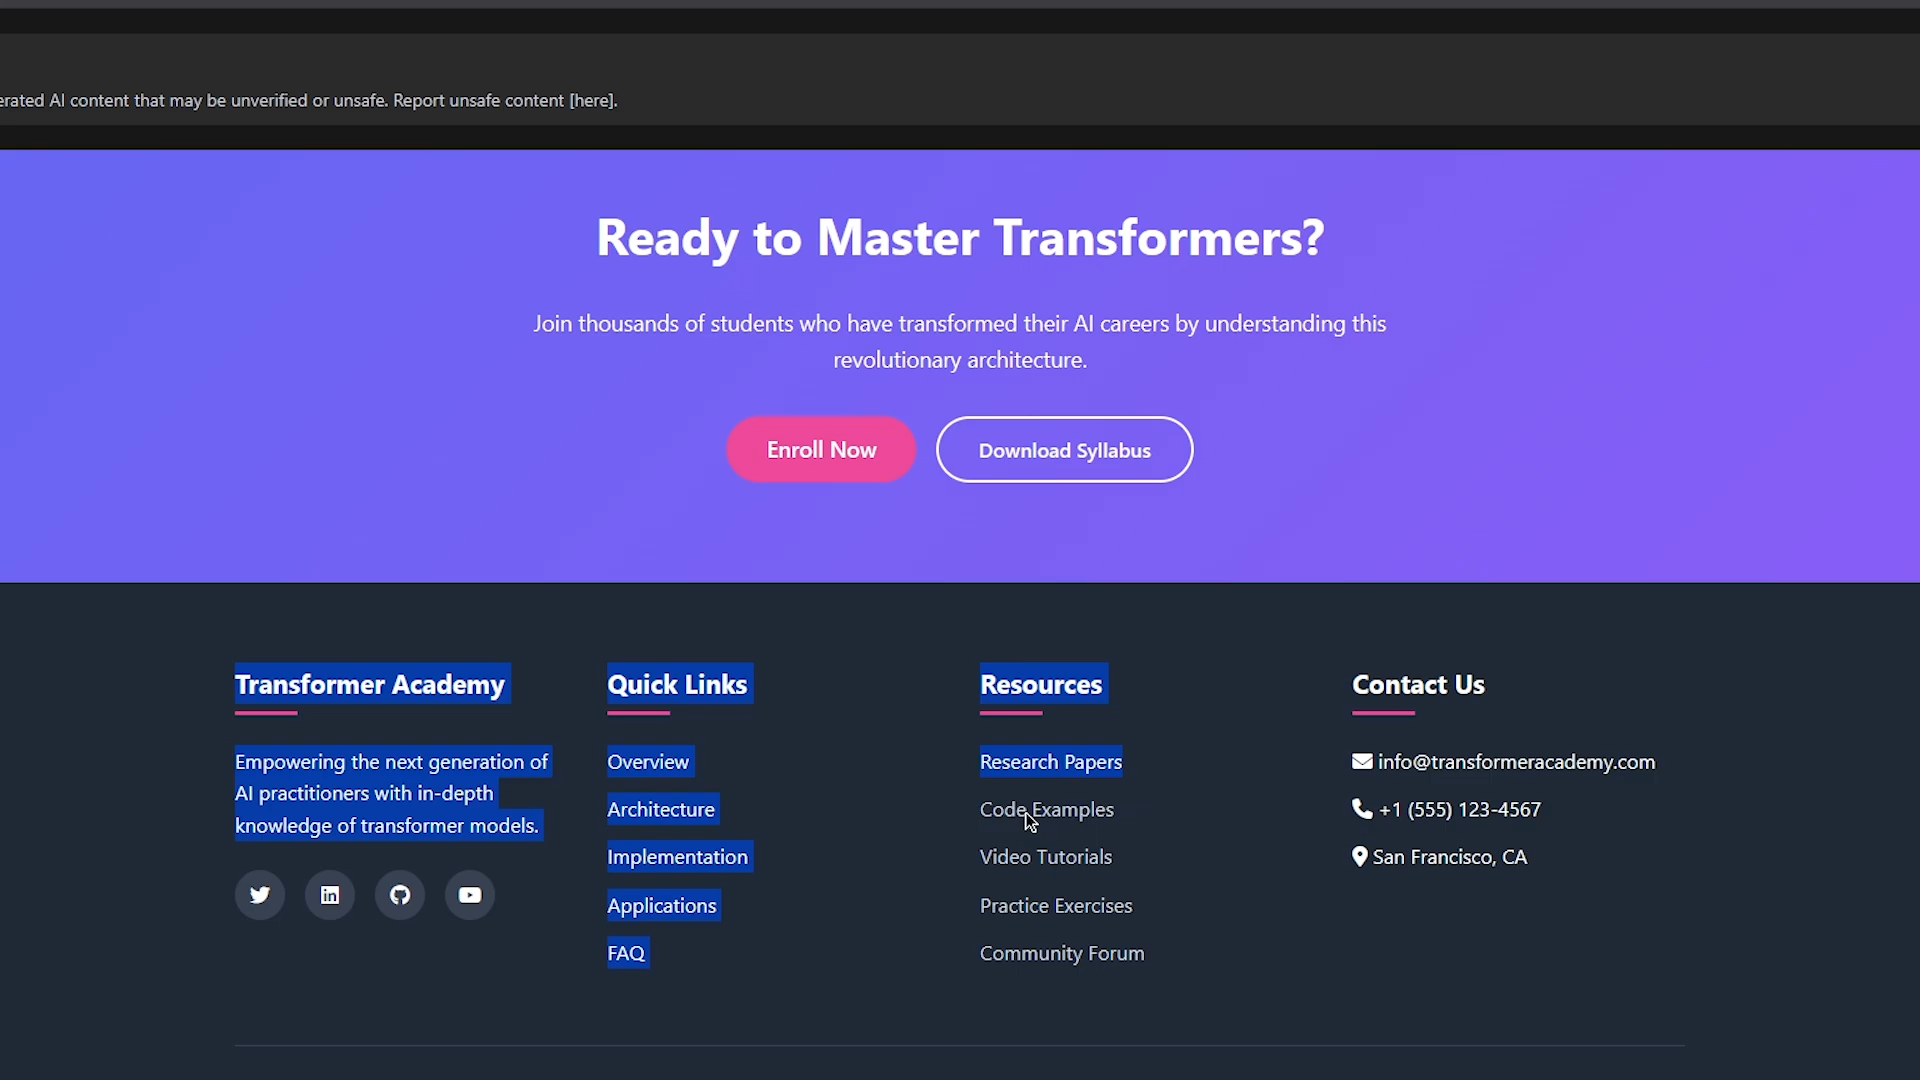 erated AI content that may be unverified or unsafe. Report unsafe content [here].
Ready to Master Transformers?
Join thousands of students who have transformed their AI careers by understanding this
revolutionary architecture.
Enroll Now
Download Syllabus
Transformer Academy
Empowering the next generation of
AI practitioners with in-depth
knowledge of transformer models.
Quick Links
Overview
Architecture
Implementation
Applications
FAQ
Resources
Research Papers
Code Examples
Video Tutorials
Practice Exercises
Community Forum
Contact Us
info@transformeracademy.com
+1 (555) 123-4567
San Francisco, CA